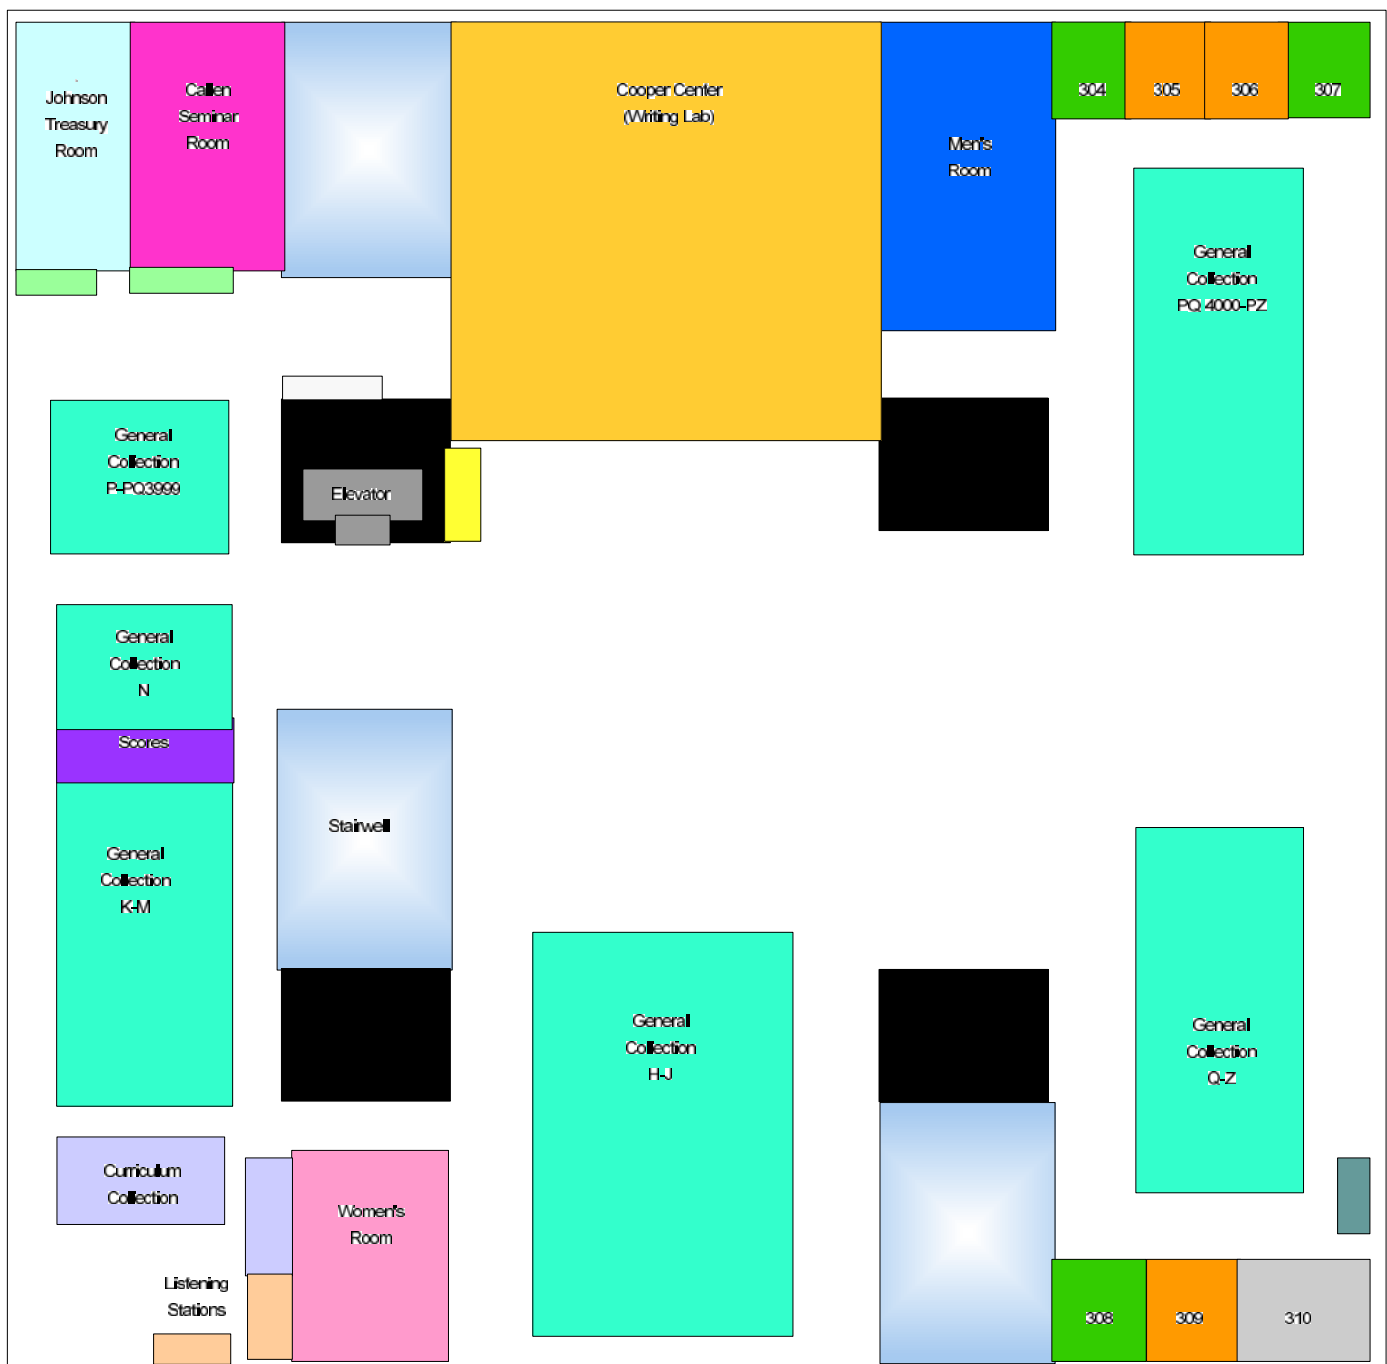 Johnson
Treasury
Room
Callen
Seminar
Room
Cooper Center
(Writing Lab)
Men's
Room
304
305
306
307
General
Collection
PQ 4000-PZ
General
Collection
P-PQ3999
Elevator
General
Collection
N
Scores
General
Collection
K-M
Stairwell
General
Collection
H-J
General
Collection
Q-Z
Curriculum
Collection
Women's
Room
Listening
Stations
308
309
310